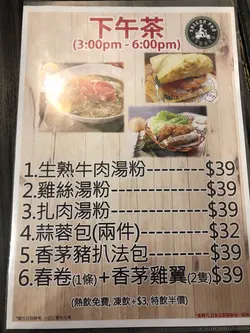 下午茶
(3:00pm - 6:00pm)
1.生熟牛肉湯粉--------$39
2.雞絲湯粉--------------$39
3.扎肉湯粉--------------$39
4.蒜蓉包(兩件)---------$32
5.香茅豬扒法包--------$39
6.春卷(1條)+香茅雞翼(2隻)$39
(熱飲免費, 凍飲+$3, 特飲半價)